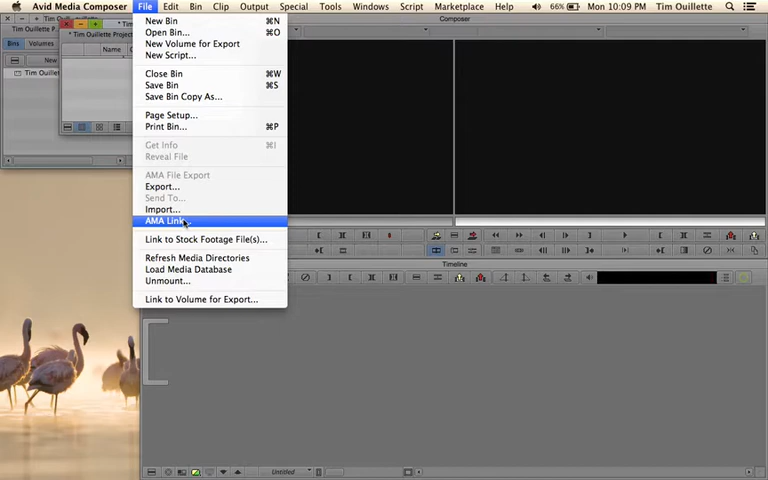 Avid Media Composer File Edit Bin Clip Output Special Tools Windows Script Marketplace Help 66% Mon 10:09 PM Tim Ouillette
Composer
Bins Volumes
New
Name
New Bin ⌘N
Open Bin... ⌘O
New Volume for Export
New Script...
Close Bin ⌘W
Save Bin ⌘S
Save Bin Copy As...
Page Setup...
Print Bin... ⌘P
Get Info ⌘I
Reveal File
AMA File Export
Export...
Send To...
Import...
AMA Link...
Link to Stock Footage File(s)...
Refresh Media Directories
Load Media Database
Unmount...
Link to Volume for Export...
Timeline
Untitled